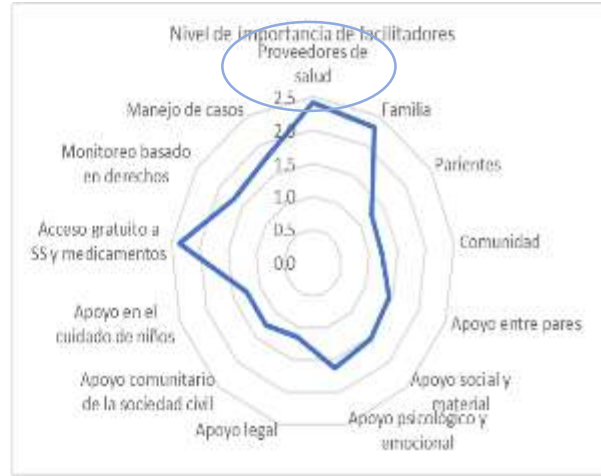 Nivel de importancia de facilitadores
Proveedores de
salud
Familia
Parientes
Comunidad
Apoyo entre pares
Apoyo social y
material
Apoyo psicológico y
emocional
Apoyo legal
Apoyo comunitario
de la sociedad civil
Apoyo en el
cuidado de niños
Acceso gratuito a
SS y medicamentos
Monitoreo basado
en derechos
Manejo de casos
2.5
2.0
1.5
1.0
0.5
0.0